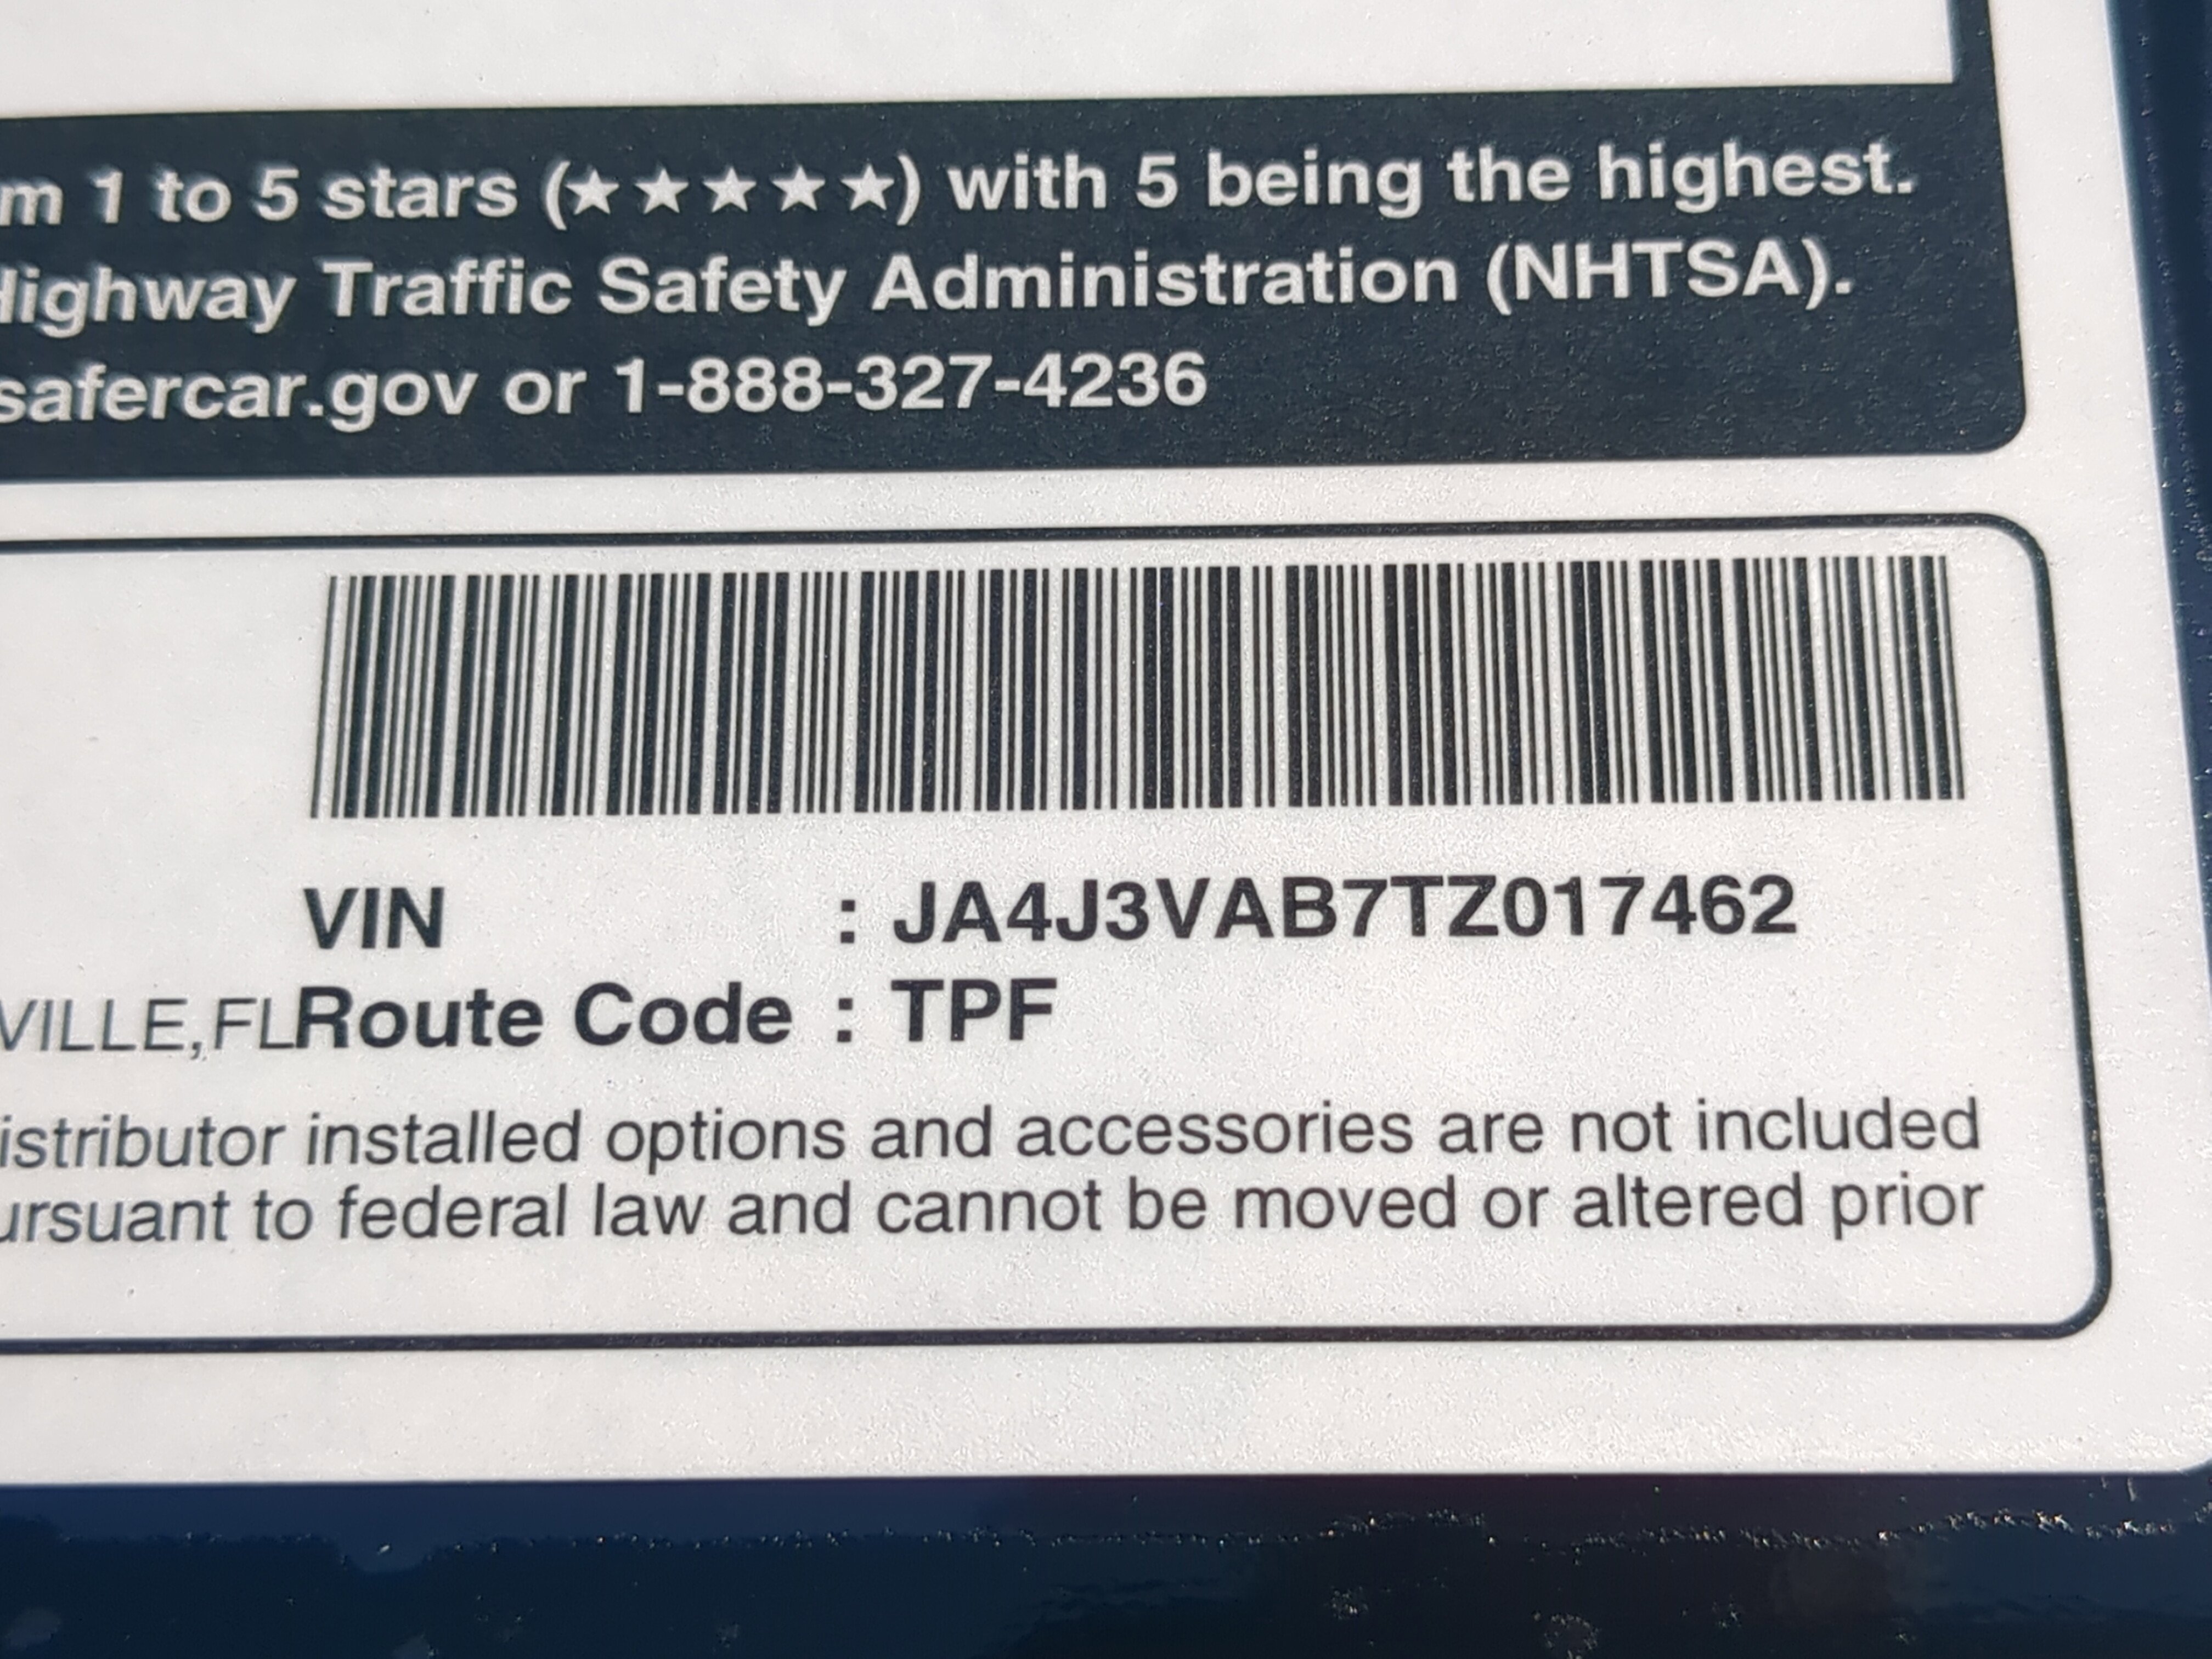 m 1 to 5 stars (★★★★★) with 5 being the highest.
Highway Traffic Safety Administration (NHTSA).
safercar.gov or 1-888-327-4236
VIN : JA4J3VAB7TZ017462
VILLE,FL Route Code : TPF
istributor installed options and accessories are not included
ursuant to federal law and cannot be moved or altered prior